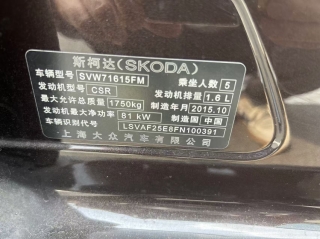 斯柯达(SKODA)
车辆型号 SVW71615FM 乘坐人数 5
发动机型号 CSR 发动机排量 1.6 L
最大允许总质量 1750kg 制造年月 2015.10
发动机最大净功率 81 kW 制造国 中国
车辆识别代号 LSVAF25E8FN100391
上海大众汽车有限公司